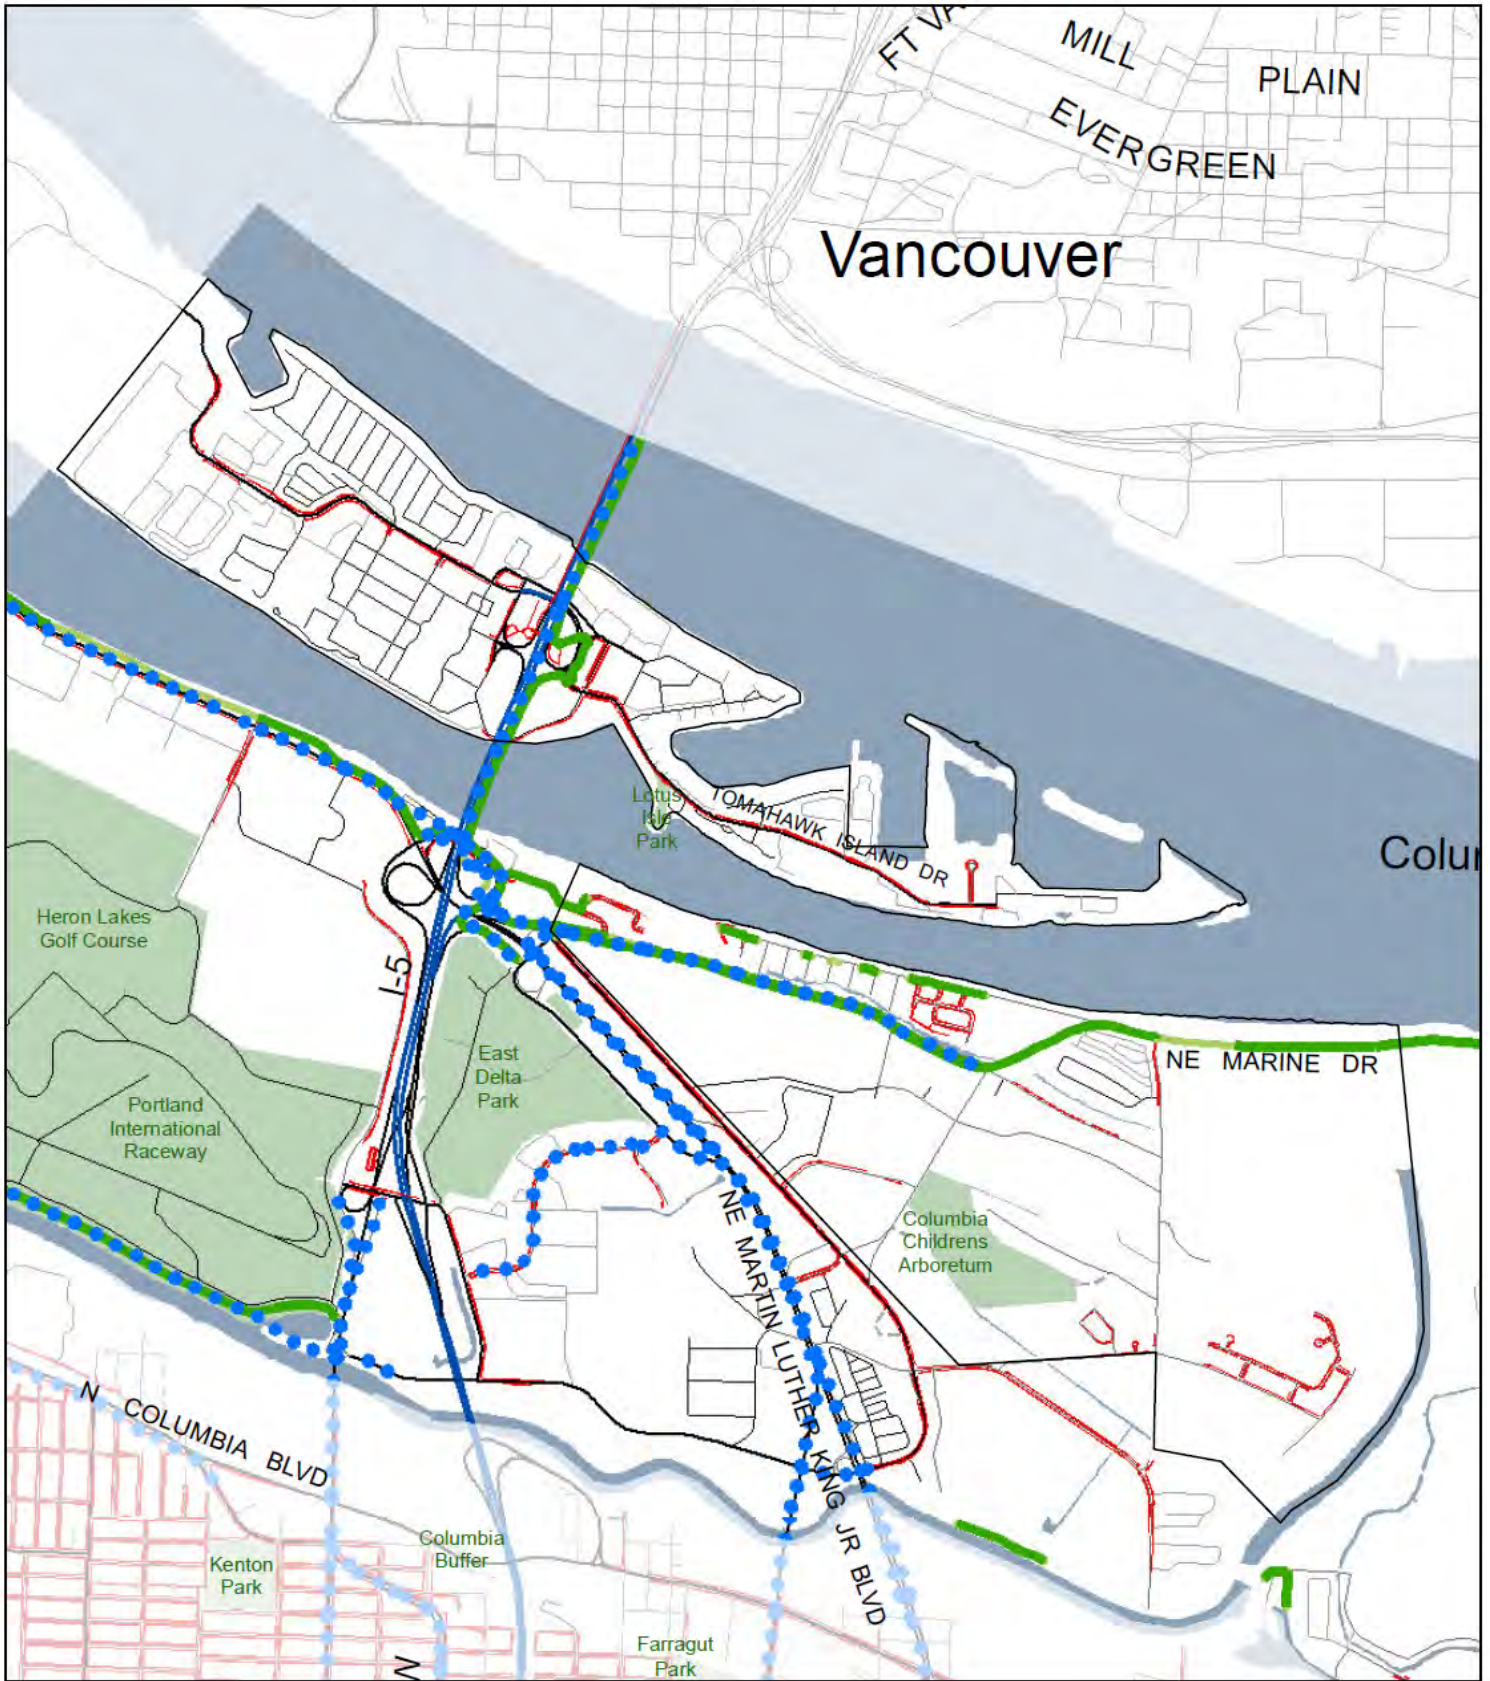 FT VA
MILL
PLAIN
EVERGREEN
Vancouver
Lotus
Isle
Park
TOMAHAWK ISLAND DR
Colu
Heron Lakes
Golf Course
I-5
East
Delta
Park
NE MARINE DR
Portland
International
Raceway
Columbia
Childrens
Arboretum
NE MARTIN LUTHER KING JR BLVD
N COLUMBIA BLVD
Columbia
Buffer
Kenton
Park
Farragut
Park
N